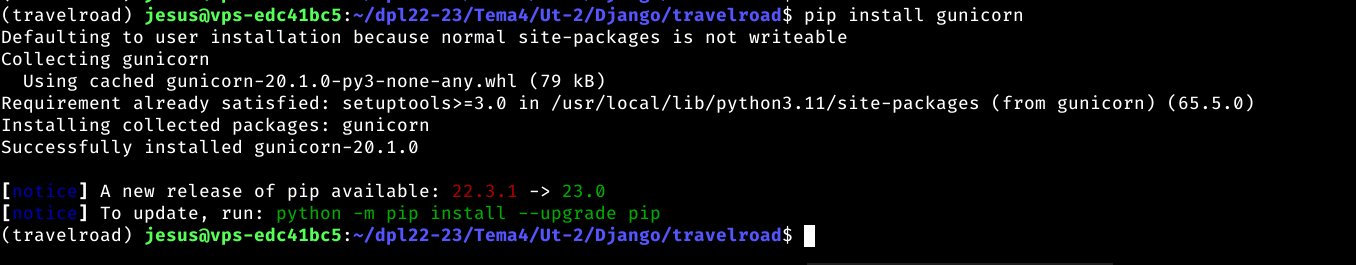 (travelroad) jesus@vps-edc41bc5:~/dpl22-23/Tema4/Ut-2/Django/travelroad$ pip install gunicorn
Defaulting to user installation because normal site-packages is not writeable
Collecting gunicorn
  Using cached gunicorn-20.1.0-py3-none-any.whl (79 kB)
Requirement already satisfied: setuptools>=3.0 in /usr/local/lib/python3.11/site-packages (from gunicorn) (65.5.0)
Installing collected packages: gunicorn
Successfully installed gunicorn-20.1.0
[notice] A new release of pip available: 22.3.1 -> 23.0
[notice] To update, run: python -m pip install --upgrade pip
(travelroad) jesus@vps-edc41bc5:~/dpl22-23/Tema4/Ut-2/Django/travelroad$